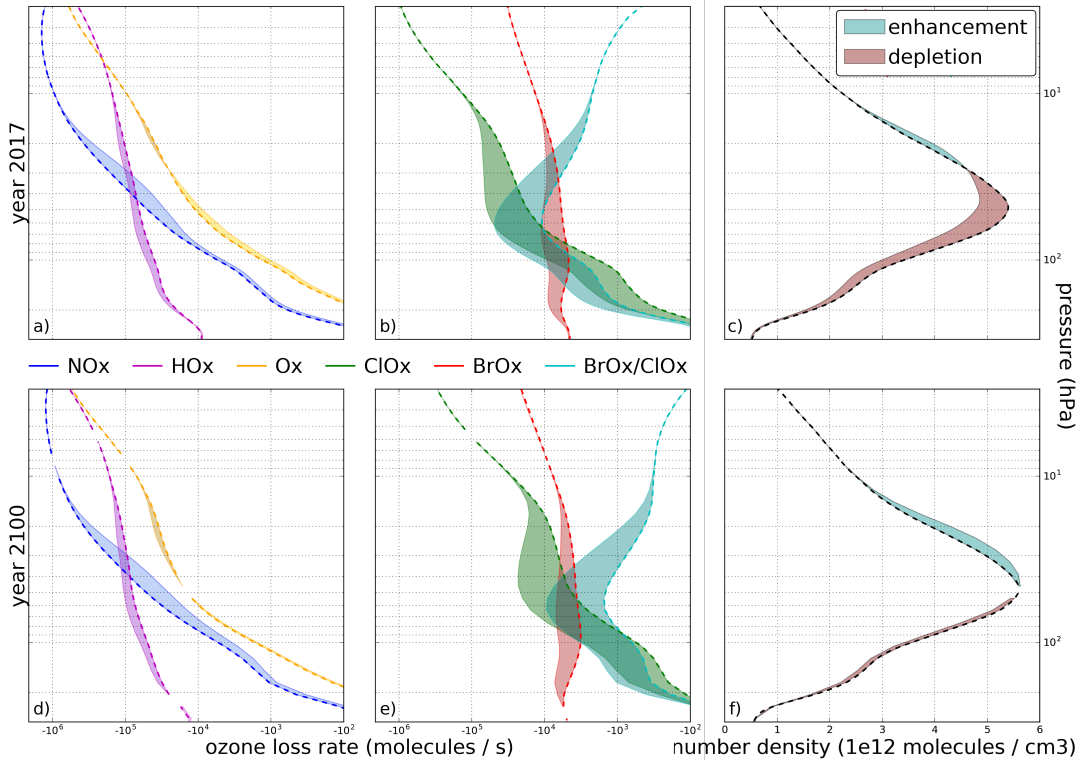 enhancement
depletion
10¹
10²
year 2017
a)
b)
c)
pressure (hPa)
NOx HOx Ox ClOx BrOx BrOx/ClOx
10¹
10²
year 2100
d)
e)
f)
-10⁶ -10⁵ -10⁴ -10³ -10² -10⁶ -10⁵ -10⁴ -10³ -10² 0 1 2 3 4 5 6
ozone loss rate (molecules / s) number density (1e12 molecules / cm3)